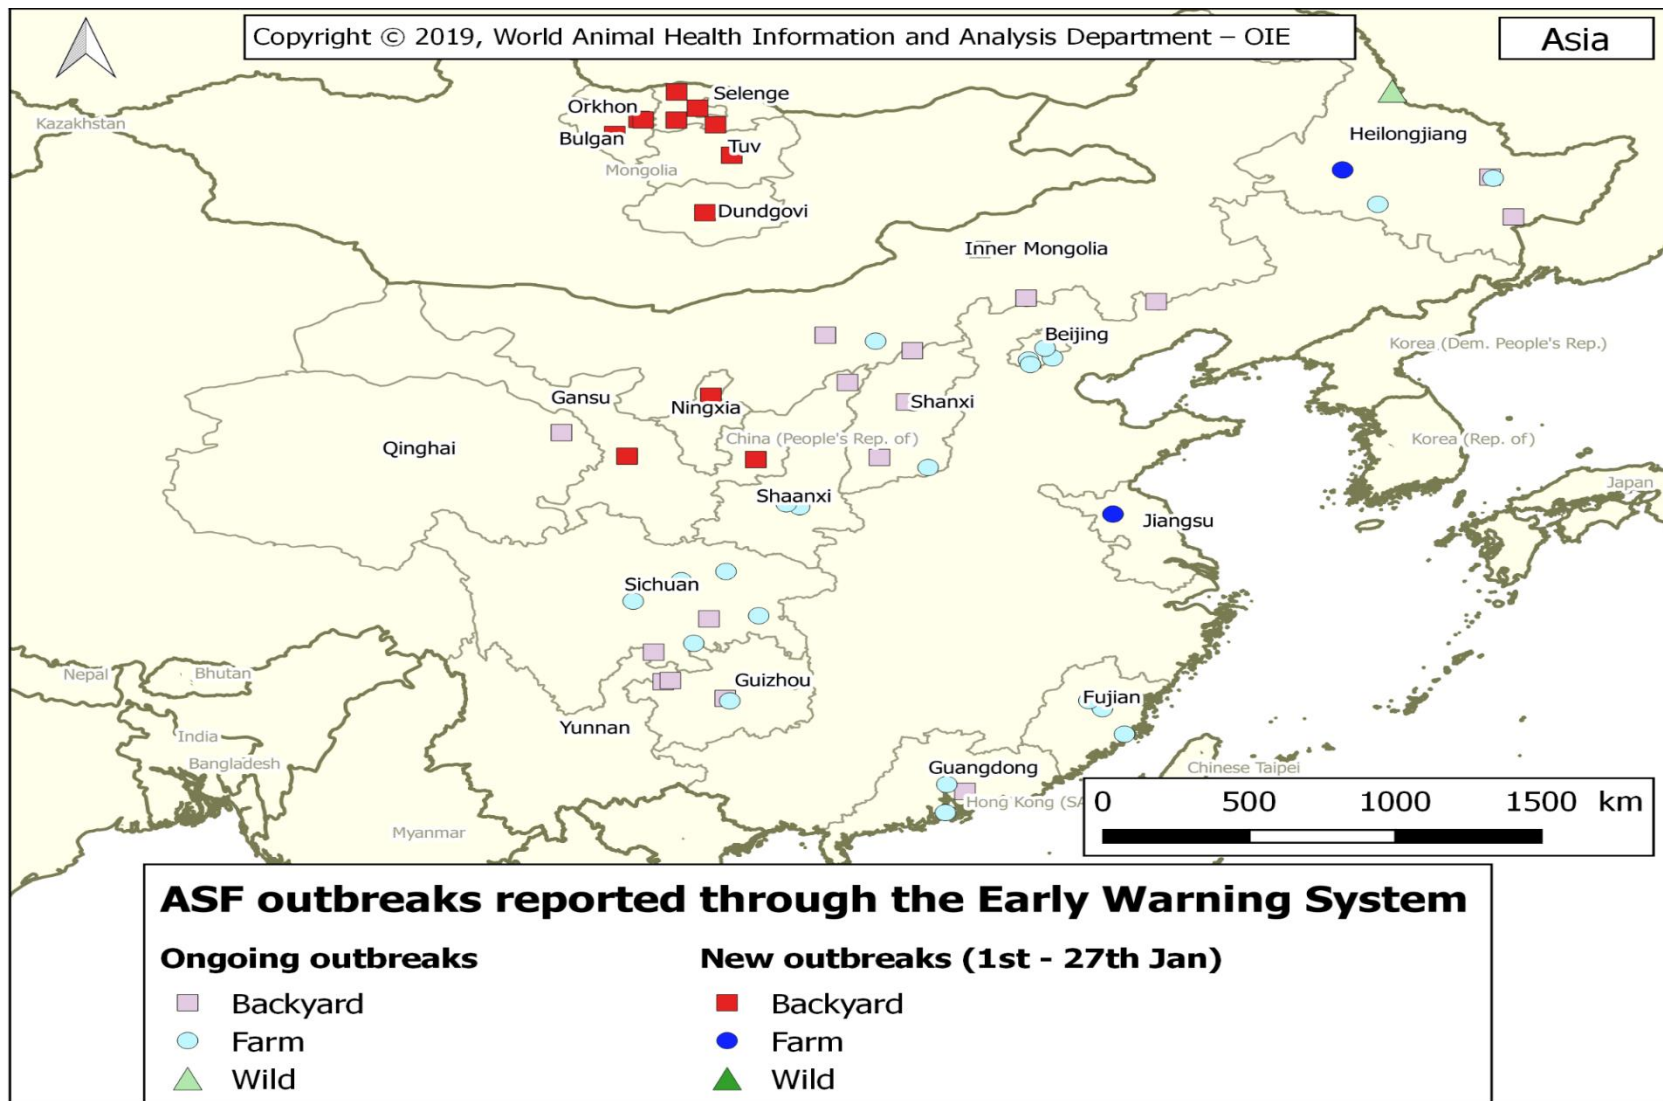 Copyright © 2019, World Animal Health Information and Analysis Department – OIE
Asia
Kazakhstan
Orkhon
Selenge
Bulgan
Tuv
Mongolia
Dundgovi
Heilongjiang
Inner Mongolia
Beijing
Korea (Dem. People's Rep.)
Gansu
Ningxia
Shanxi
Qinghai
China (People's Rep. of)
Korea (Rep. of)
Japan
Shaanxi
Jiangsu
Sichuan
Nepal
Bhutan
Guizhou
Fujian
Yunnan
India
Bangladesh
Guangdong
Chinese Taipei
Hong Kong (SA
Myanmar
0 500 1000 1500 km
ASF outbreaks reported through the Early Warning System
Ongoing outbreaks New outbreaks (1st - 27th Jan)
Backyard Backyard
Farm Farm
Wild Wild